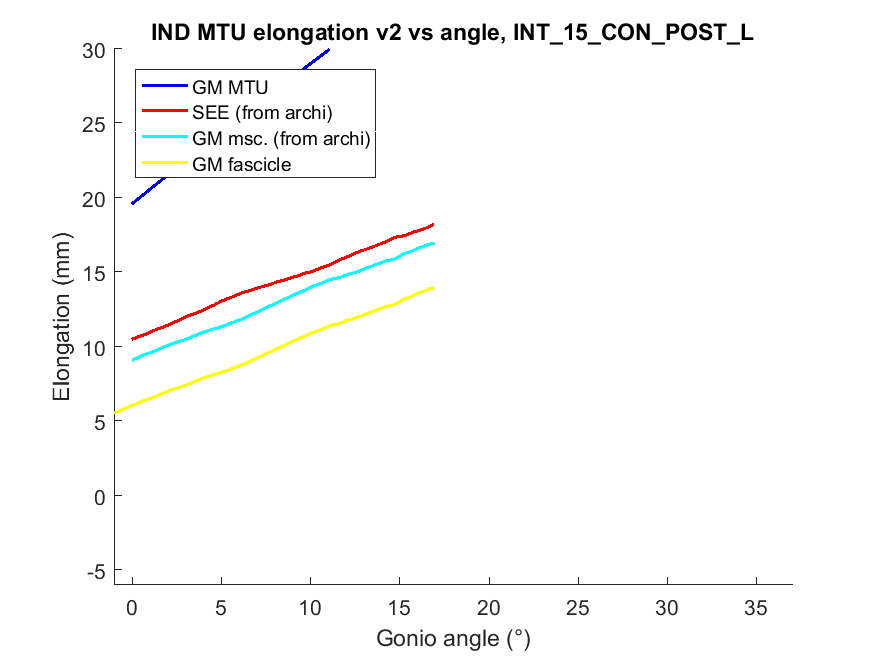 IND MTU elongation v2 vs angle, INT_15_CON_POST_L
30
25
20
15
10
5
0
-5
Elongation (mm)
GM MTU
SEE (from archi)
GM msc. (from archi)
GM fascicle
0 5 10 15 20 25 30 35
Gonio angle (°)